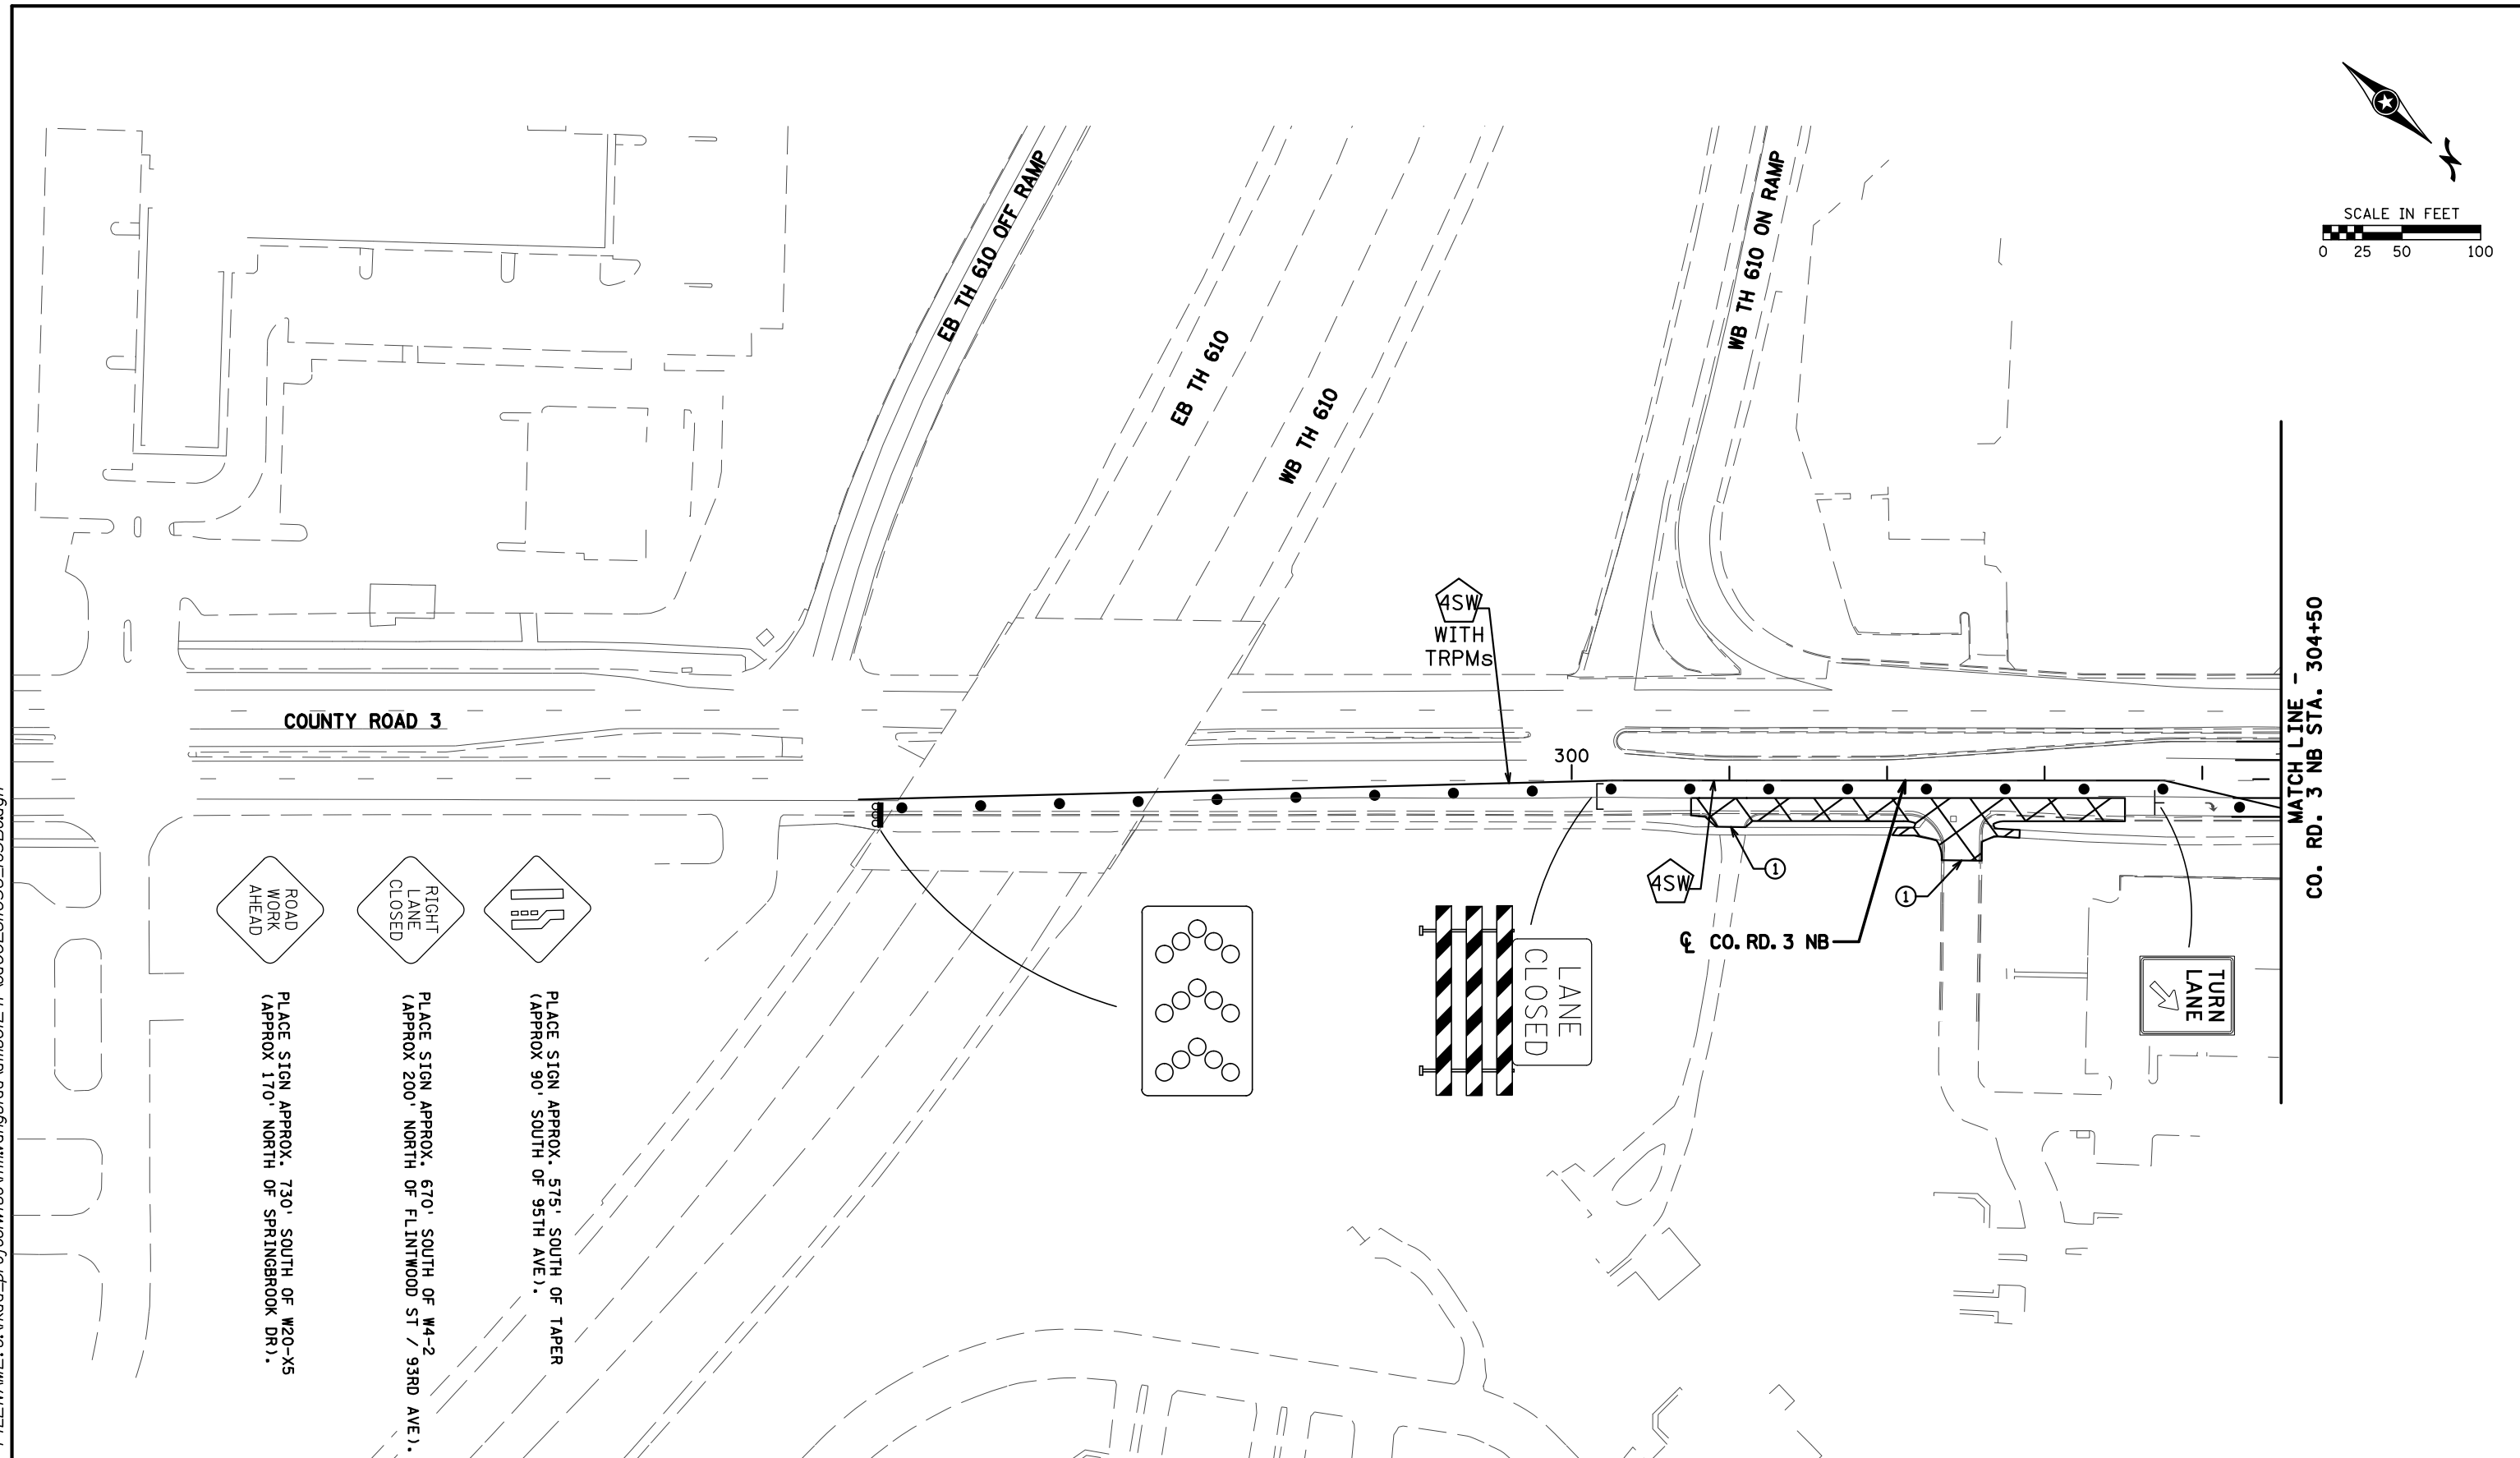 EB TH 610 OFF RAMP
EB TH 610
WB TH 610
WB TH 610 ON RAMP
SCALE IN FEET
0 25 50 100
4SW
WITH
TRPMs
COUNTY ROAD 3
300
MATCH LINE -
CO. RD. 3 NB STA. 304+50
4SW
1
1
℄ CO. RD. 3 NB
ROAD
WORK
AHEAD
RIGHT
LANE
CLOSED
LANE
CLOSED
TURN
LANE
PLACE SIGN APPROX. 730' SOUTH OF W20-X5
(APPROX 170' NORTH OF SPRINGBROOK DR).
PLACE SIGN APPROX. 670' SOUTH OF W4-2
(APPROX 200' NORTH OF FLINTWOOD ST / 93RD AVE).
PLACE SIGN APPROX. 575' SOUTH OF TAPER
(APPROX 90' SOUTH OF 95TH AVE).